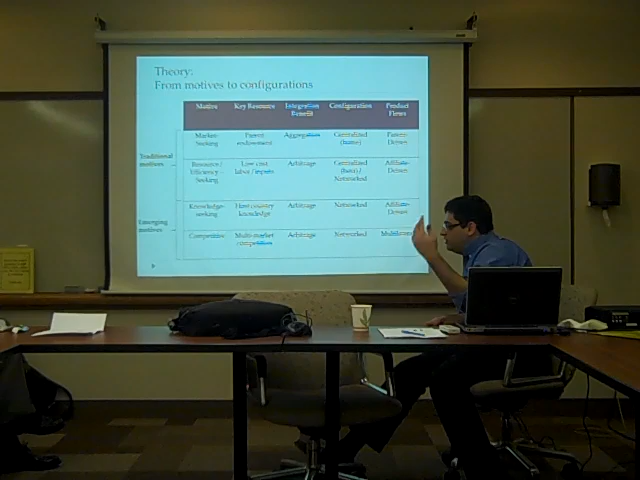 Theory:
From motives to configurations
Motive Key Resource Integration Benefit Configuration Product Flows
Traditional motives
Market-Seeking Parent endowment Aggregation Centralized (home) Parent-Driven
Resource / Efficiency-Seeking Low cost labor / inputs Arbitrage Centralized (host) / Networked Affiliate-Driven
Emerging motives
Knowledge-seeking Host country knowledge Arbitrage Networked Affiliate-Driven
Competitive Multi-market competition Arbitrage Networked